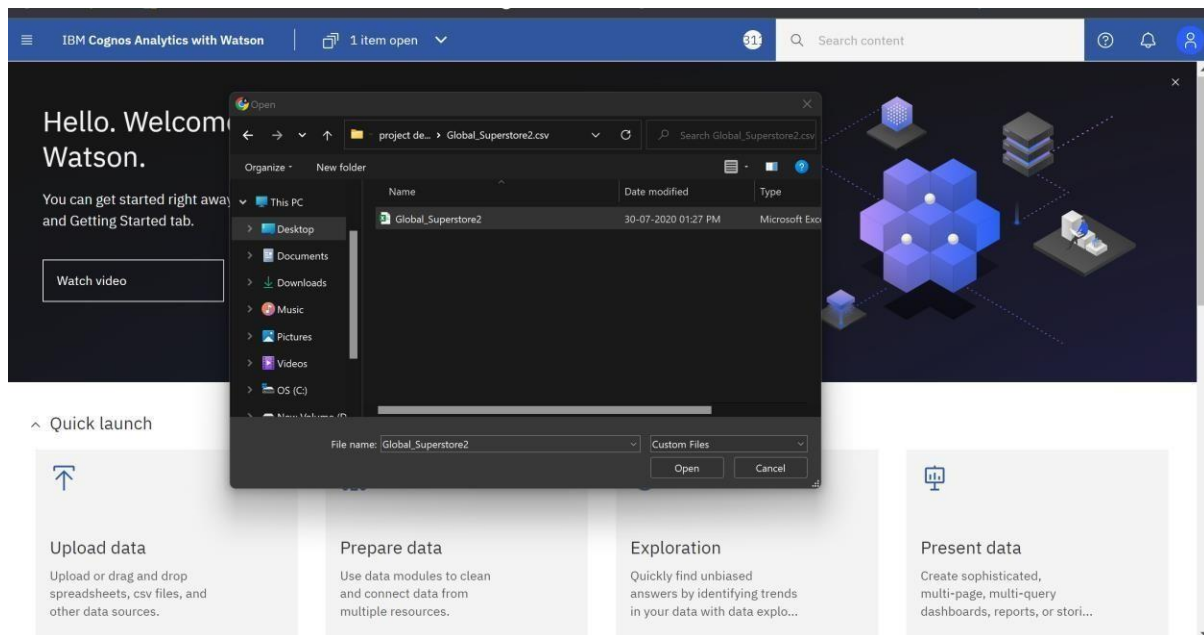 IBM Cognos Analytics with Watson
1 item open
Search content
Hello. Welcom
Watson.
You can get started right away
and Getting Started tab.
Watch video
Open
project de... > Global_Superstore2.csv
Search Global_Superstore2.csv
Organize
New folder
Name
Date modified
Type
This PC
Global_Superstore2
30-07-2020 01:27 PM
Microsoft Exce
Desktop
Documents
Downloads
Music
Pictures
Videos
OS (C:)
File name: Global_Superstore2
Custom Files
Open
Cancel
Quick launch
Upload data
Upload or drag and drop
spreadsheets, csv files, and
other data sources.
Prepare data
Use data modules to clean
and connect data from
multiple resources.
Exploration
Quickly find unbiased
answers by identifying trends
in your data with data explo...
Present data
Create sophisticated,
multi-page, multi-query
dashboards, reports, or stori...